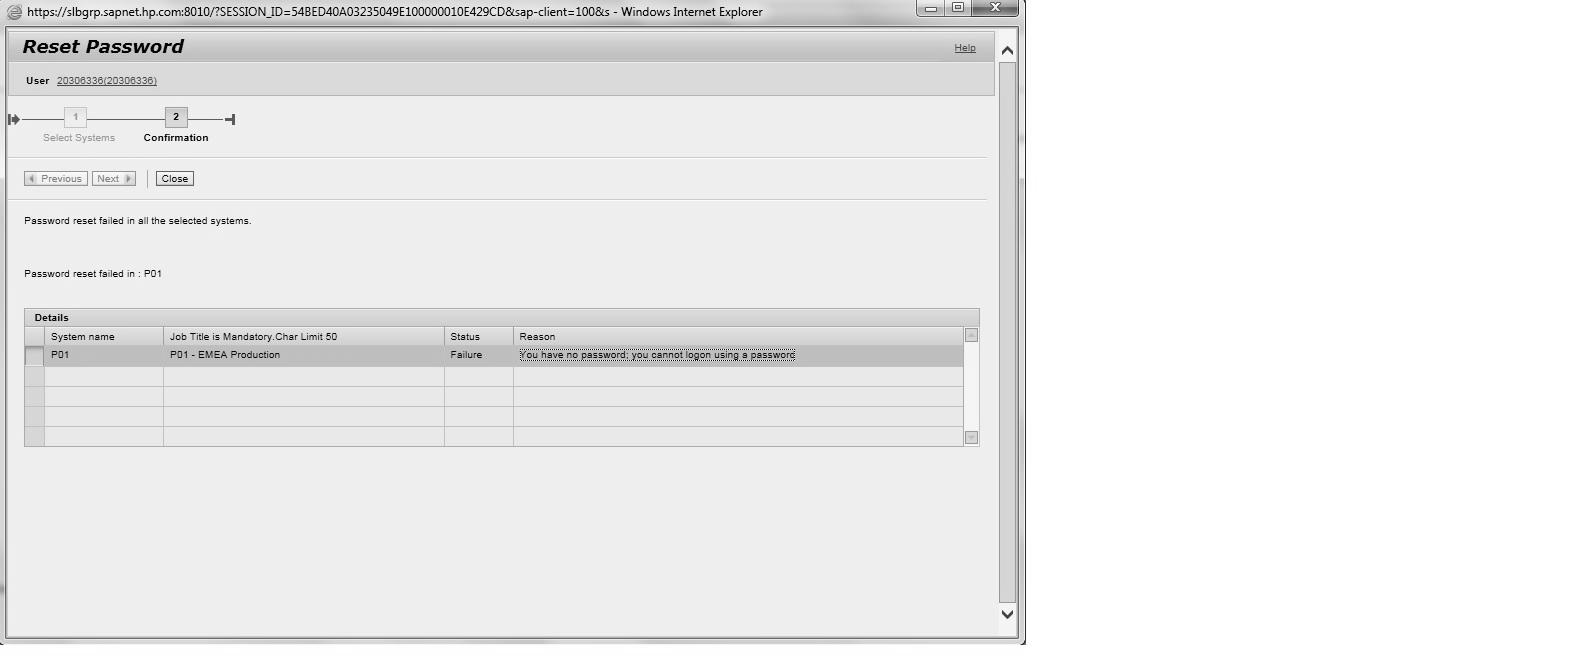 https://slbgrp.sapnet.hp.com:8010/?SESSION_ID=54BED40A03235049E100000010E429CD&sap-client=100&s - Windows Internet Explorer
Reset Password
Help
User 20306336(20306336)
1 2
Select Systems Confirmation
Previous Next Close
Password reset failed in all the selected systems.
Password reset failed in : P01
Details
System name Job Title is Mandatory.Char Limit 50 Status Reason
P01 P01 - EMEA Production Failure You have no password; you cannot logon using a password